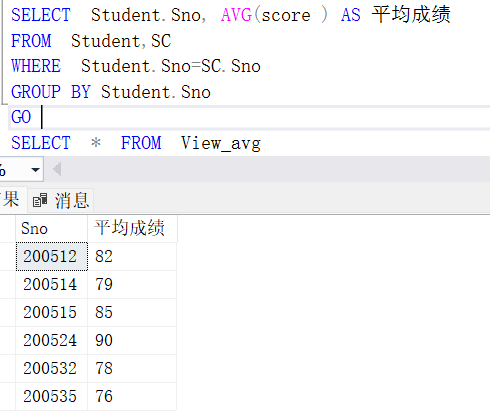 SELECT Student.Sno, AVG(score ) AS 平均成绩
FROM Student,SC
WHERE Student.Sno=SC.Sno
GROUP BY Student.Sno
GO
SELECT * FROM View_avg
%
果 消息
Sno 平均成绩
200512 82
200514 79
200515 85
200524 90
200532 78
200535 76